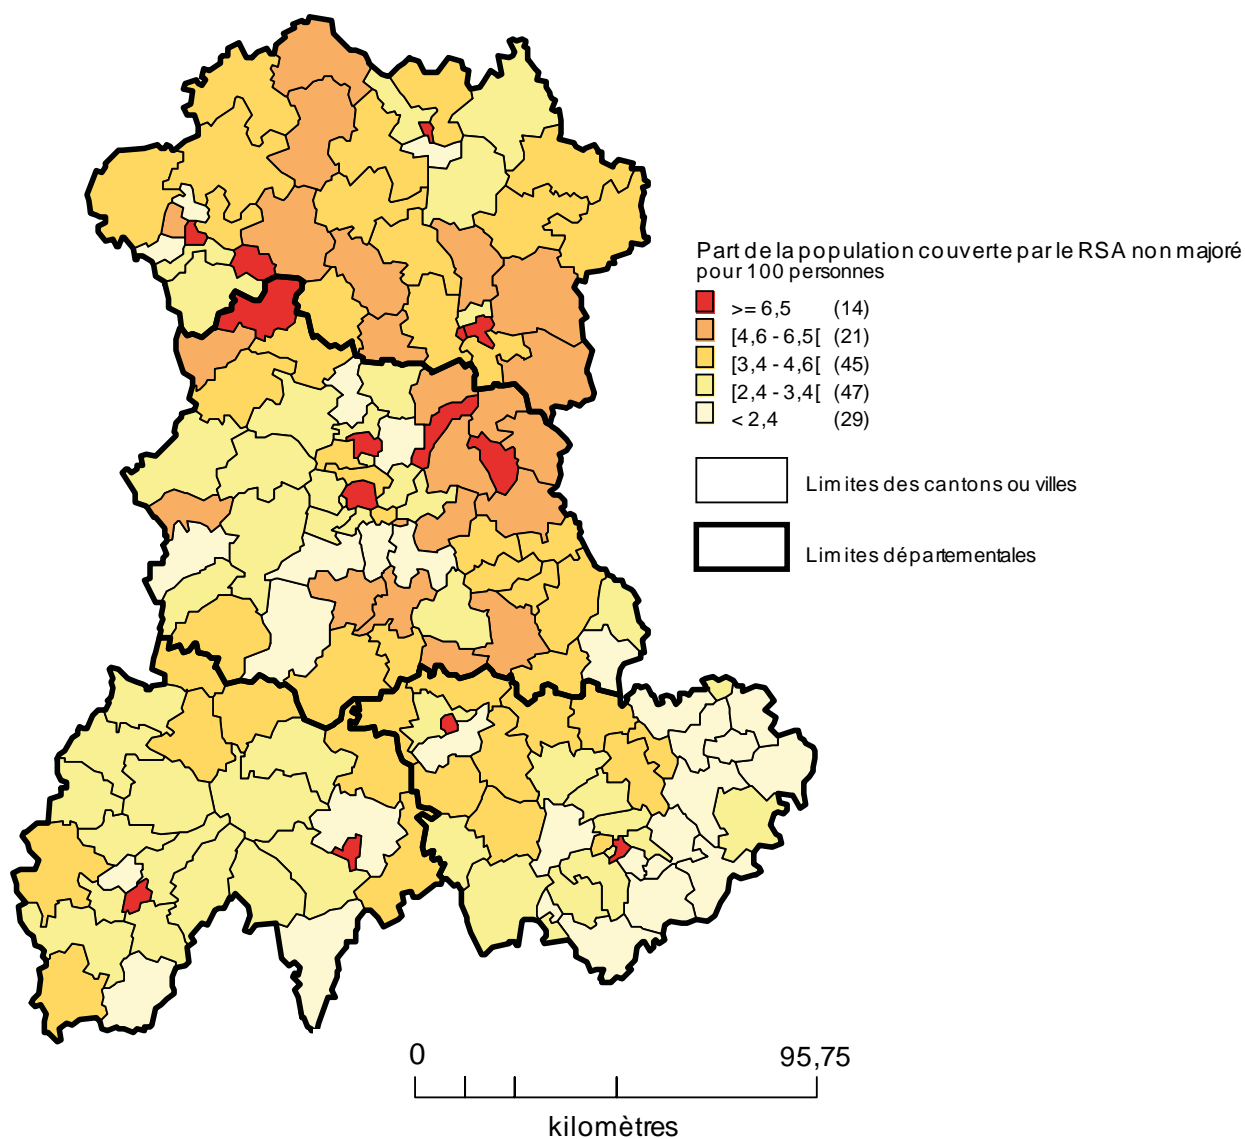 Part de la population couverte par le RSA non majoré
pour 100 personnes
>= 6,5 (14)
[4,6 - 6,5[ (21)
[3,4 - 4,6[ (45)
[2,4 - 3,4[ (47)
< 2,4 (29)
Limites des cantons ou villes
Limites départementales
0 95,75
kilomètres